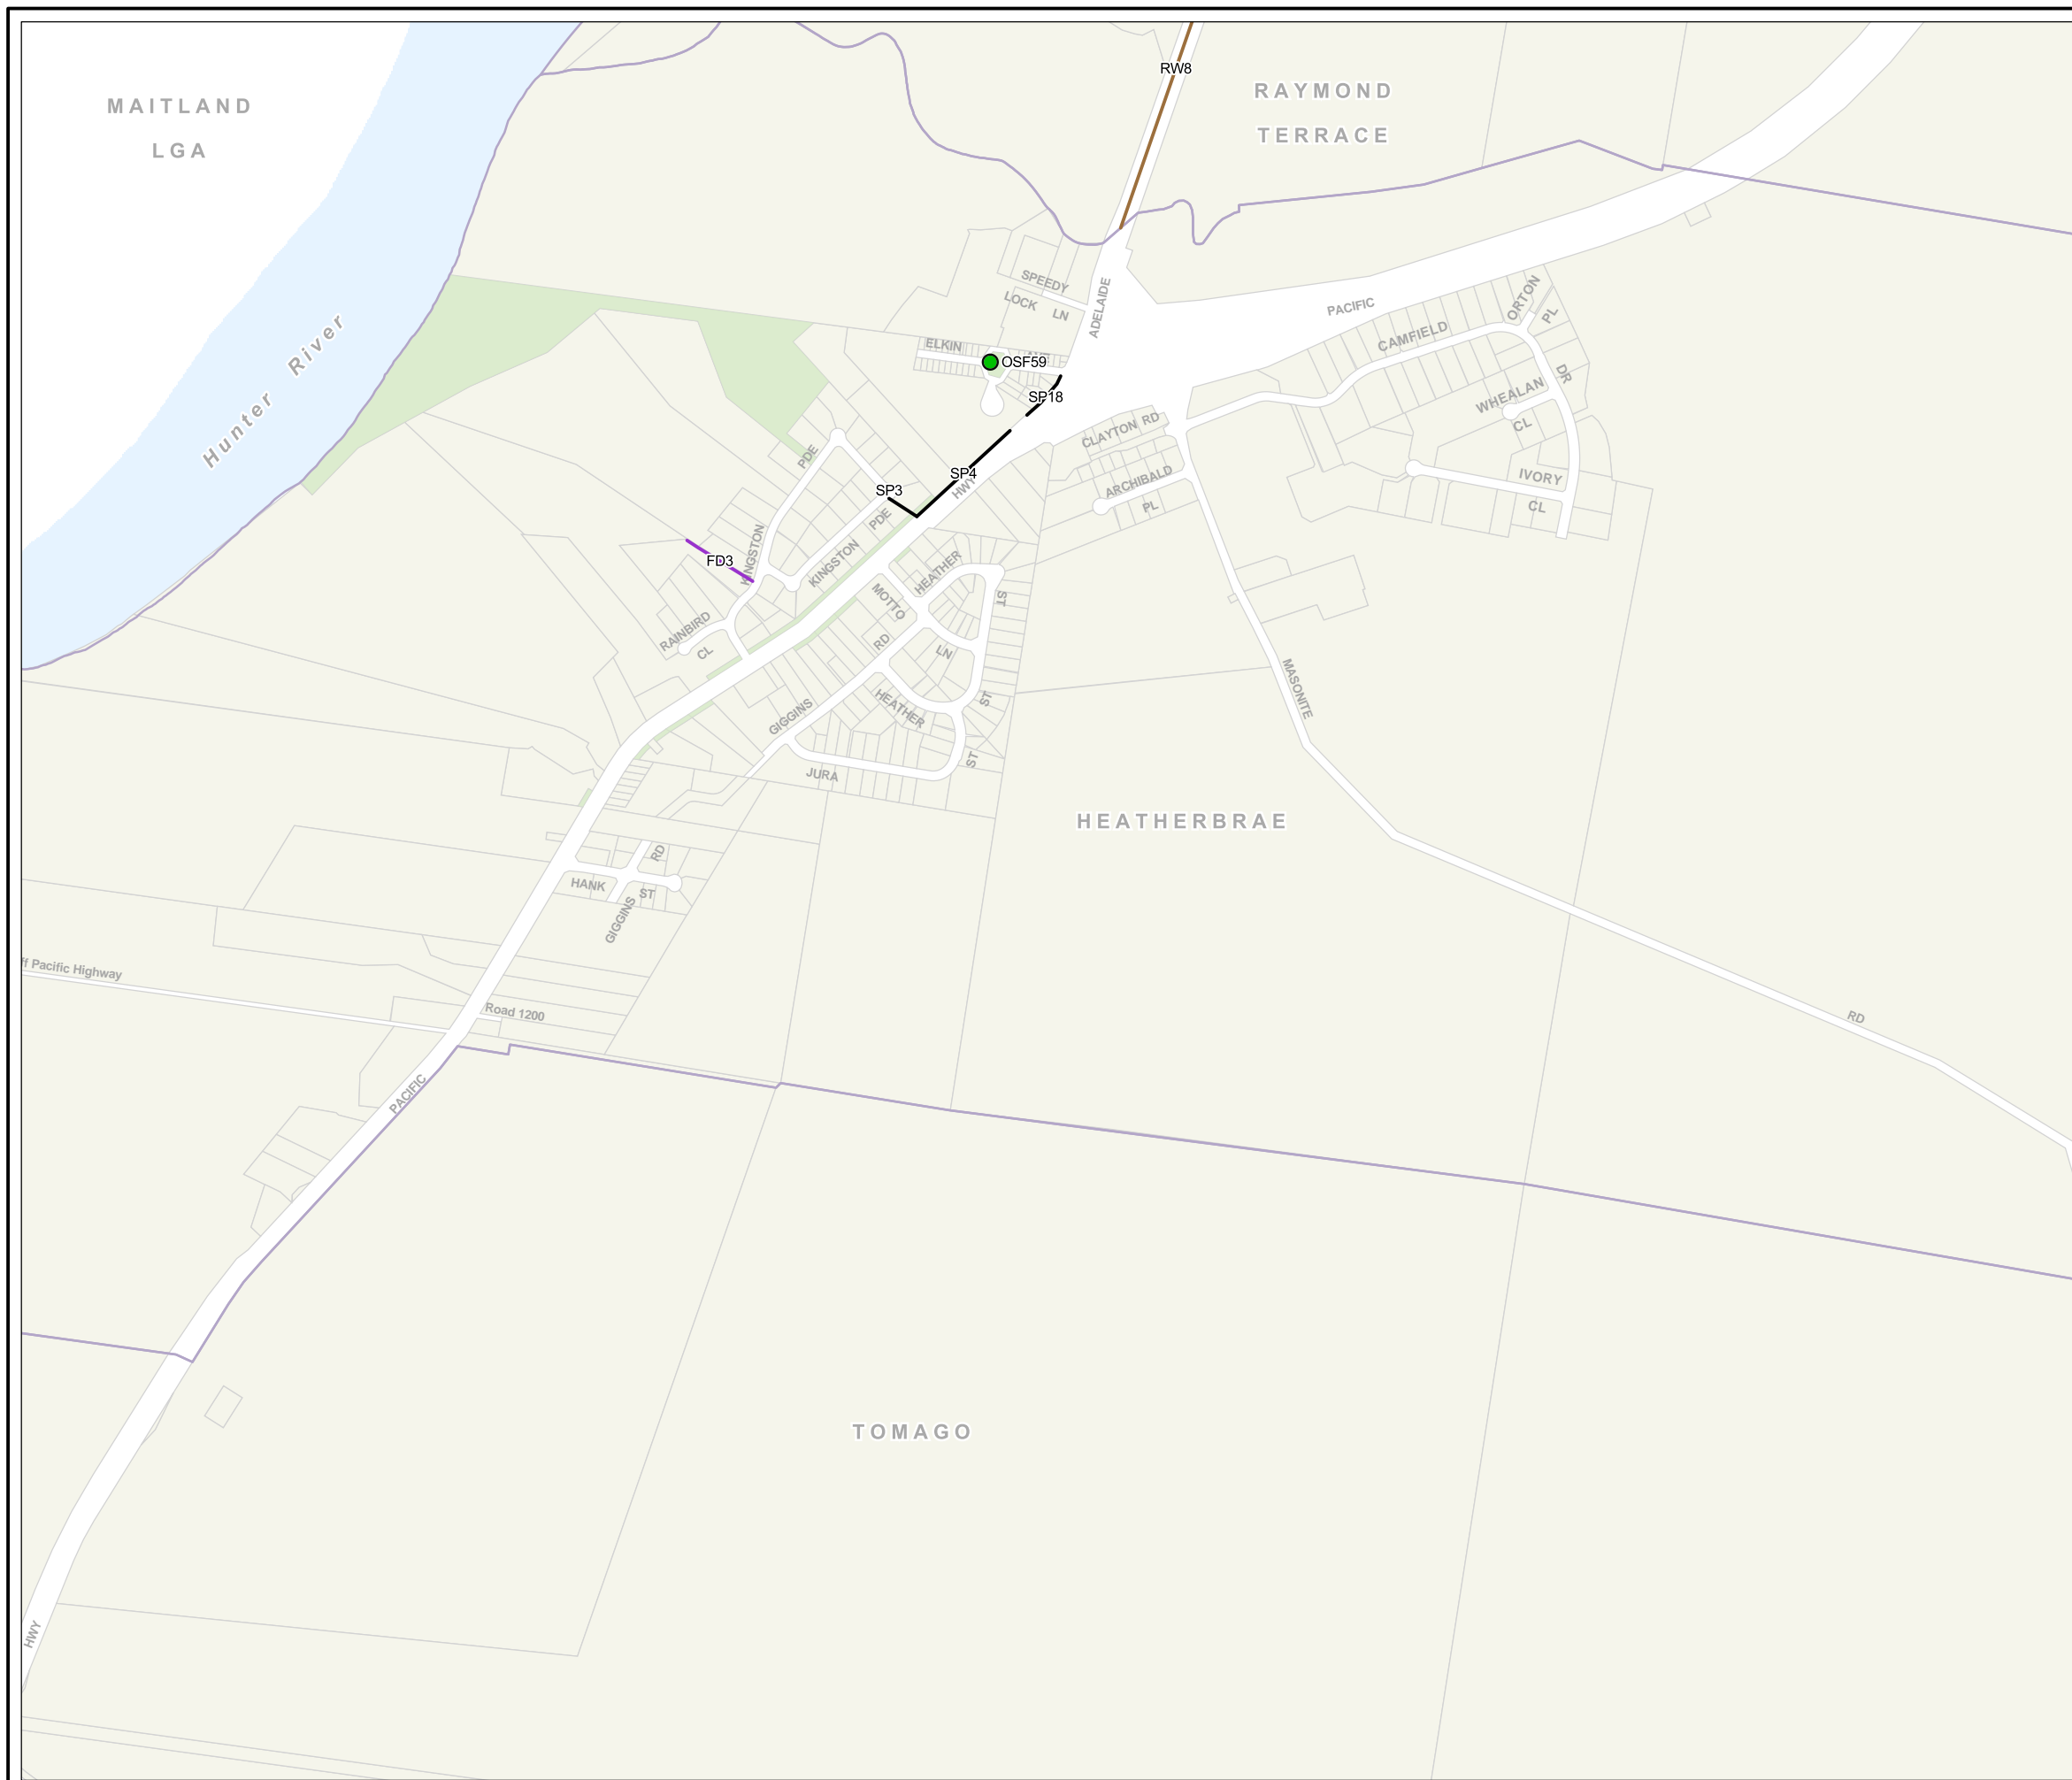 RW8
RAYMOND
TERRACE
MAITLAND
LGA
SPEEDY
LOCK LN
ADELAIDE
PACIFIC
ORTON
PL
CAMFIELD
DR
Hunter River
ELKIN
OSF59
SP18
WHEALAN
CL
CLAYTON RD
PDE
SP4
HWY
SP3
ARCHIBALD
PL
IVORY
CL
PDE
KINGSTON
FD3
KINGSTON
HEATHER
MOTTO
ST
RAINBIRD
CL
RD
LN
MASONITE
HEATHER
ST
GIGGINS
ST
JURA
HEATHERBRAE
RD
HANK
ST
GIGGINS
ff Pacific Highway
Road 1200
RD
PACIFIC
TOMAGO
HWY